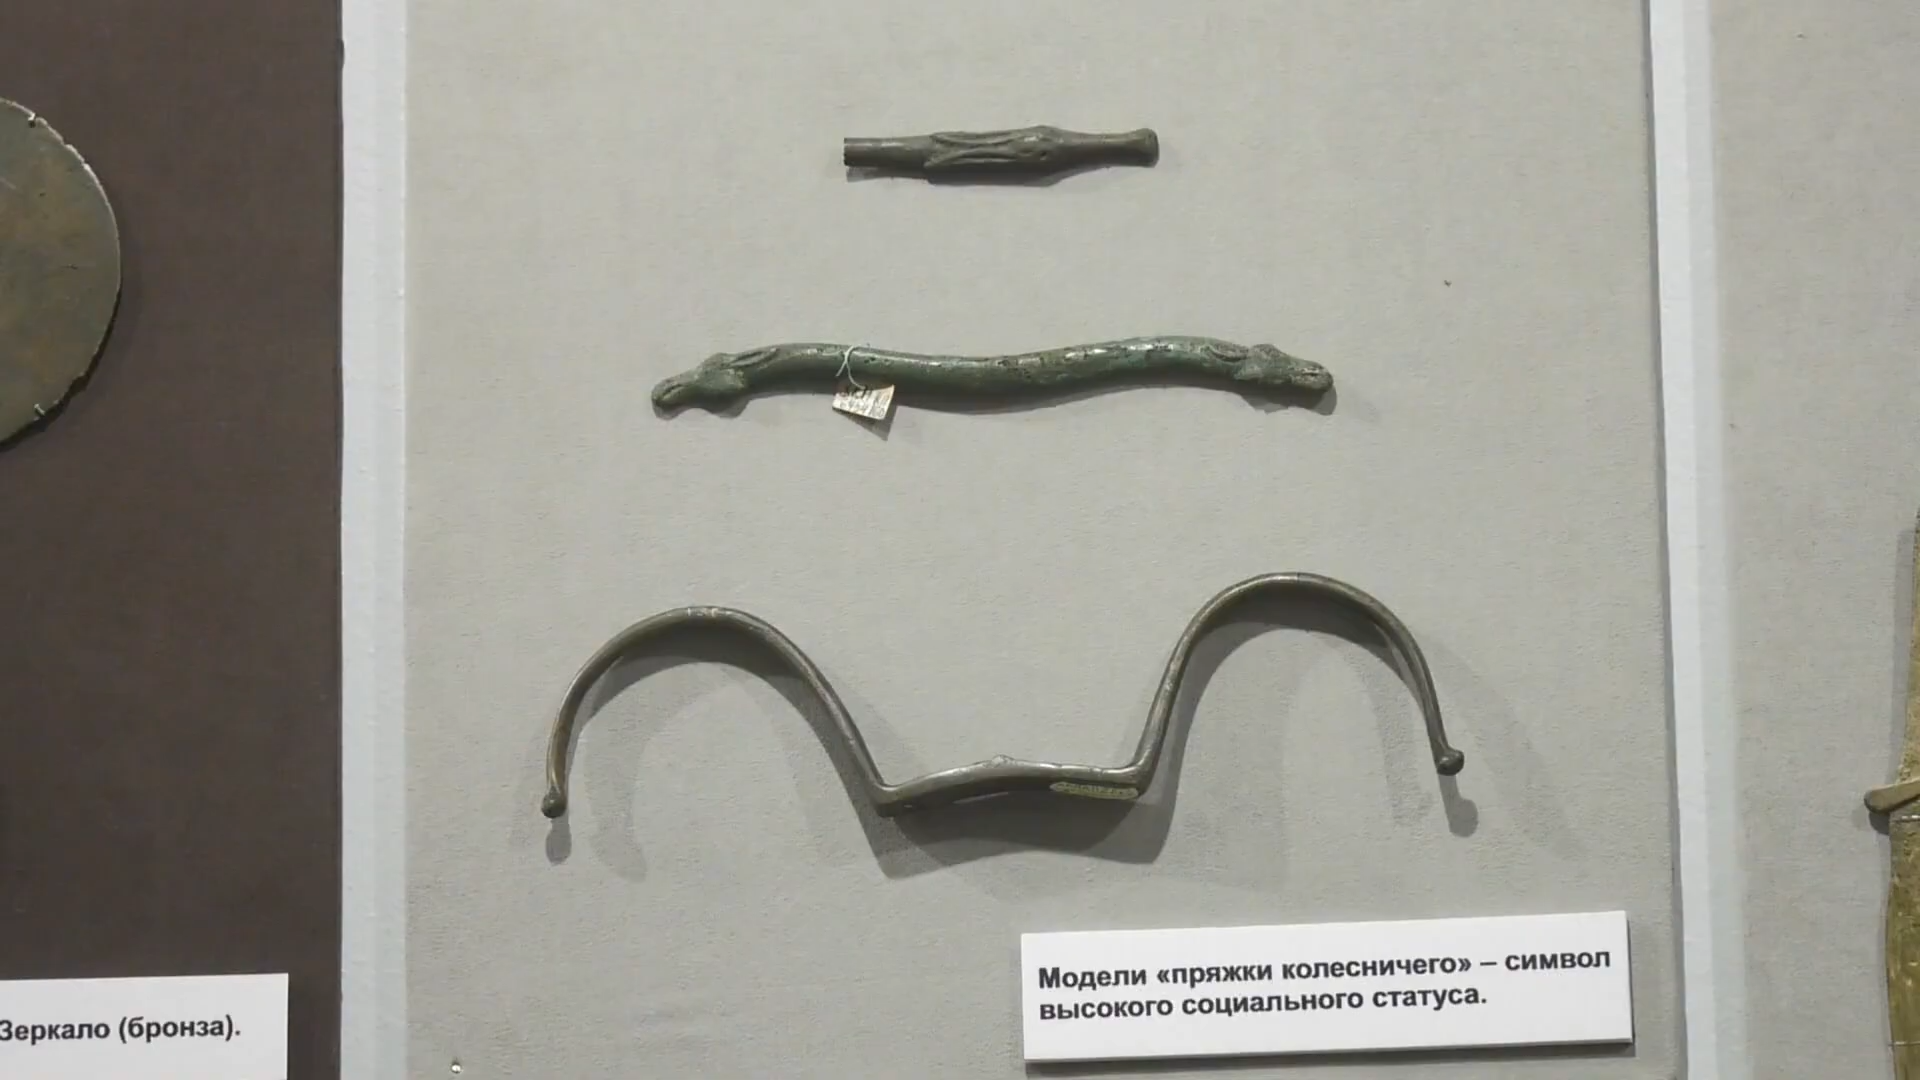 Зеркало (бронза).
Модели «пряжки колесничего» – символ
высокого социального статуса.